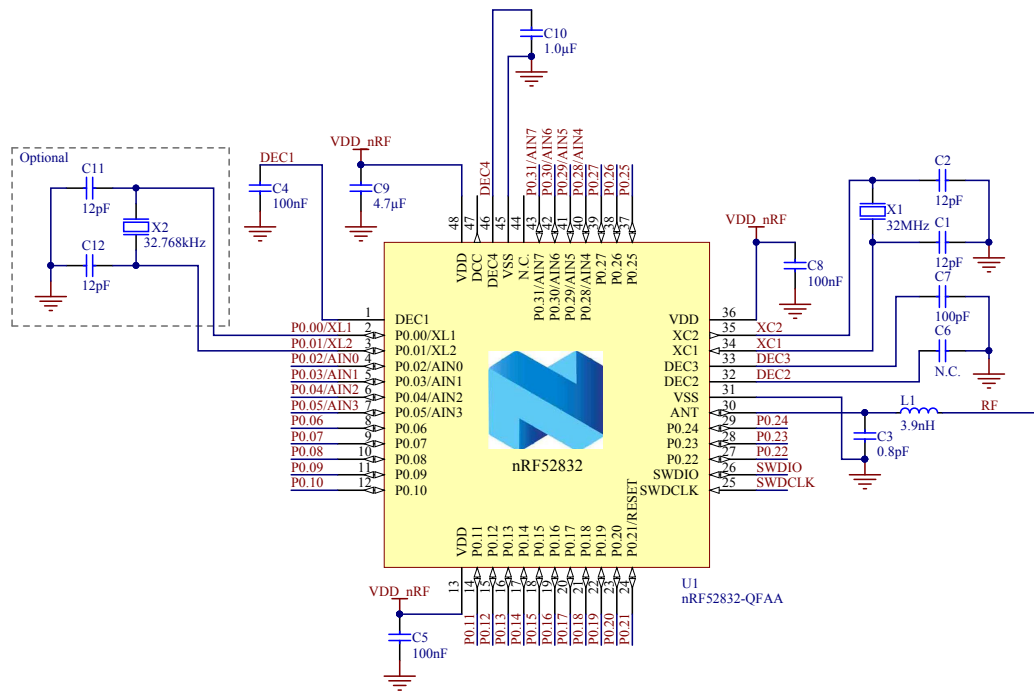 C10
1.0µF
Optional
C11
12pF
X2
32.768kHz
C12
12pF
DEC1
C4
100nF
VDD_nRF
C9
4.7µF
DEC4
P0.31/AIN7
P0.30/AIN6
P0.29/AIN5
P0.28/AIN4
P0.27
P0.26
P0.25
48
47
46
45
44
43
42
41
40
39
38
37
VDD
DCC
DEC4
VSS
N.C.
P0.31/AIN7
P0.30/AIN6
P0.29/AIN5
P0.28/AIN4
P0.27
P0.26
P0.25
C2
12pF
X1
32MHz
C1
12pF
C7
100pF
C6
N.C.
VDD_nRF
C8
100nF
1
DEC1
P0.00/XL1
2
P0.00/XL1
P0.01/XL2
3
P0.01/XL2
P0.02/AIN0
4
P0.02/AIN0
P0.03/AIN1
5
P0.03/AIN1
P0.04/AIN2
6
P0.04/AIN2
P0.05/AIN3
7
P0.05/AIN3
P0.06
8
P0.06
P0.07
9
P0.07
P0.08
10
P0.08
P0.09
11
P0.09
P0.10
12
P0.10
nRF52832
VDD
36
XC2
35
XC2
XC1
34
XC1
DEC3
33
DEC3
DEC2
32
DEC2
VSS
31
ANT
30
P0.24
29
P0.24
P0.23
28
P0.23
P0.22
27
P0.22
SWDIO
26
SWDIO
SWDCLK
25
SWDCLK
L1
3.9nH
RF
C3
0.8pF
VDD
P0.11
P0.12
P0.13
P0.14
P0.15
P0.16
P0.17
P0.18
P0.19
P0.20
P0.21/RESET
13
14
15
16
17
18
19
20
21
22
23
24
P0.11
P0.12
P0.13
P0.14
P0.15
P0.16
P0.17
P0.18
P0.19
P0.20
P0.21
U1
nRF52832-QFAA
VDD_nRF
C5
100nF